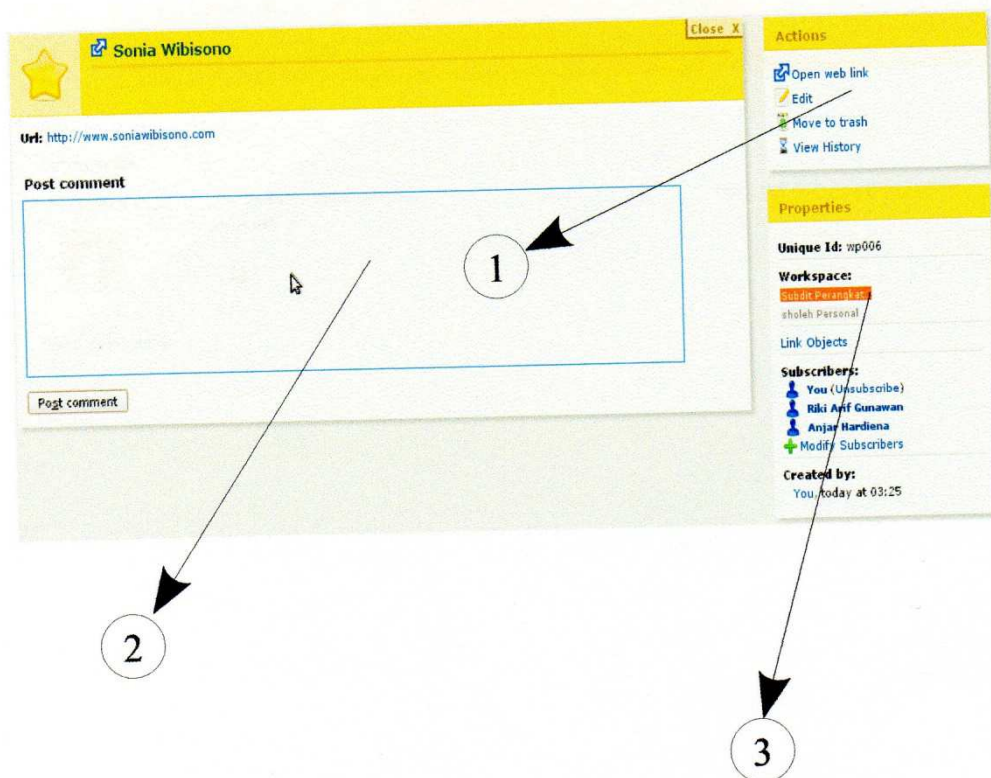 Sonia Wibisono
Close X
Url: http://www.soniawibisono.com
Post comment
Post comment
Actions
Open web link
Edit
Move to trash
View History
Properties
Unique Id: wp006
Workspace:
Subdit Perangkat
sholeh Personal
Link Objects
Subscribers:
You (Unsubscribe)
Riki Arif Gunawan
Anjar Hardiena
Modify Subscribers
Created by:
You, today at 03:25
1
2
3